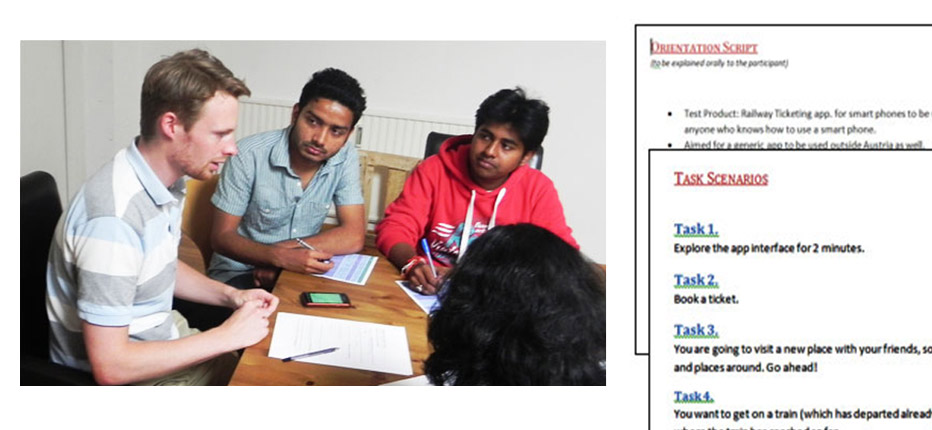 ORIENTATION SCRIPT
(to be explained orally to the participant)
Test Product: Railway Ticketing app. for smart phones to be
anyone who knows how to use a smart phone.
Aimed for a generic app to be used outside Austria as well.
TASK SCENARIOS
Task 1.
Explore the app interface for 2 minutes.
Task 2.
Book a ticket.
Task 3.
You are going to visit a new place with your friends, so
and places around. Go ahead!
Task 4.
You want to get on a train (which has departed already